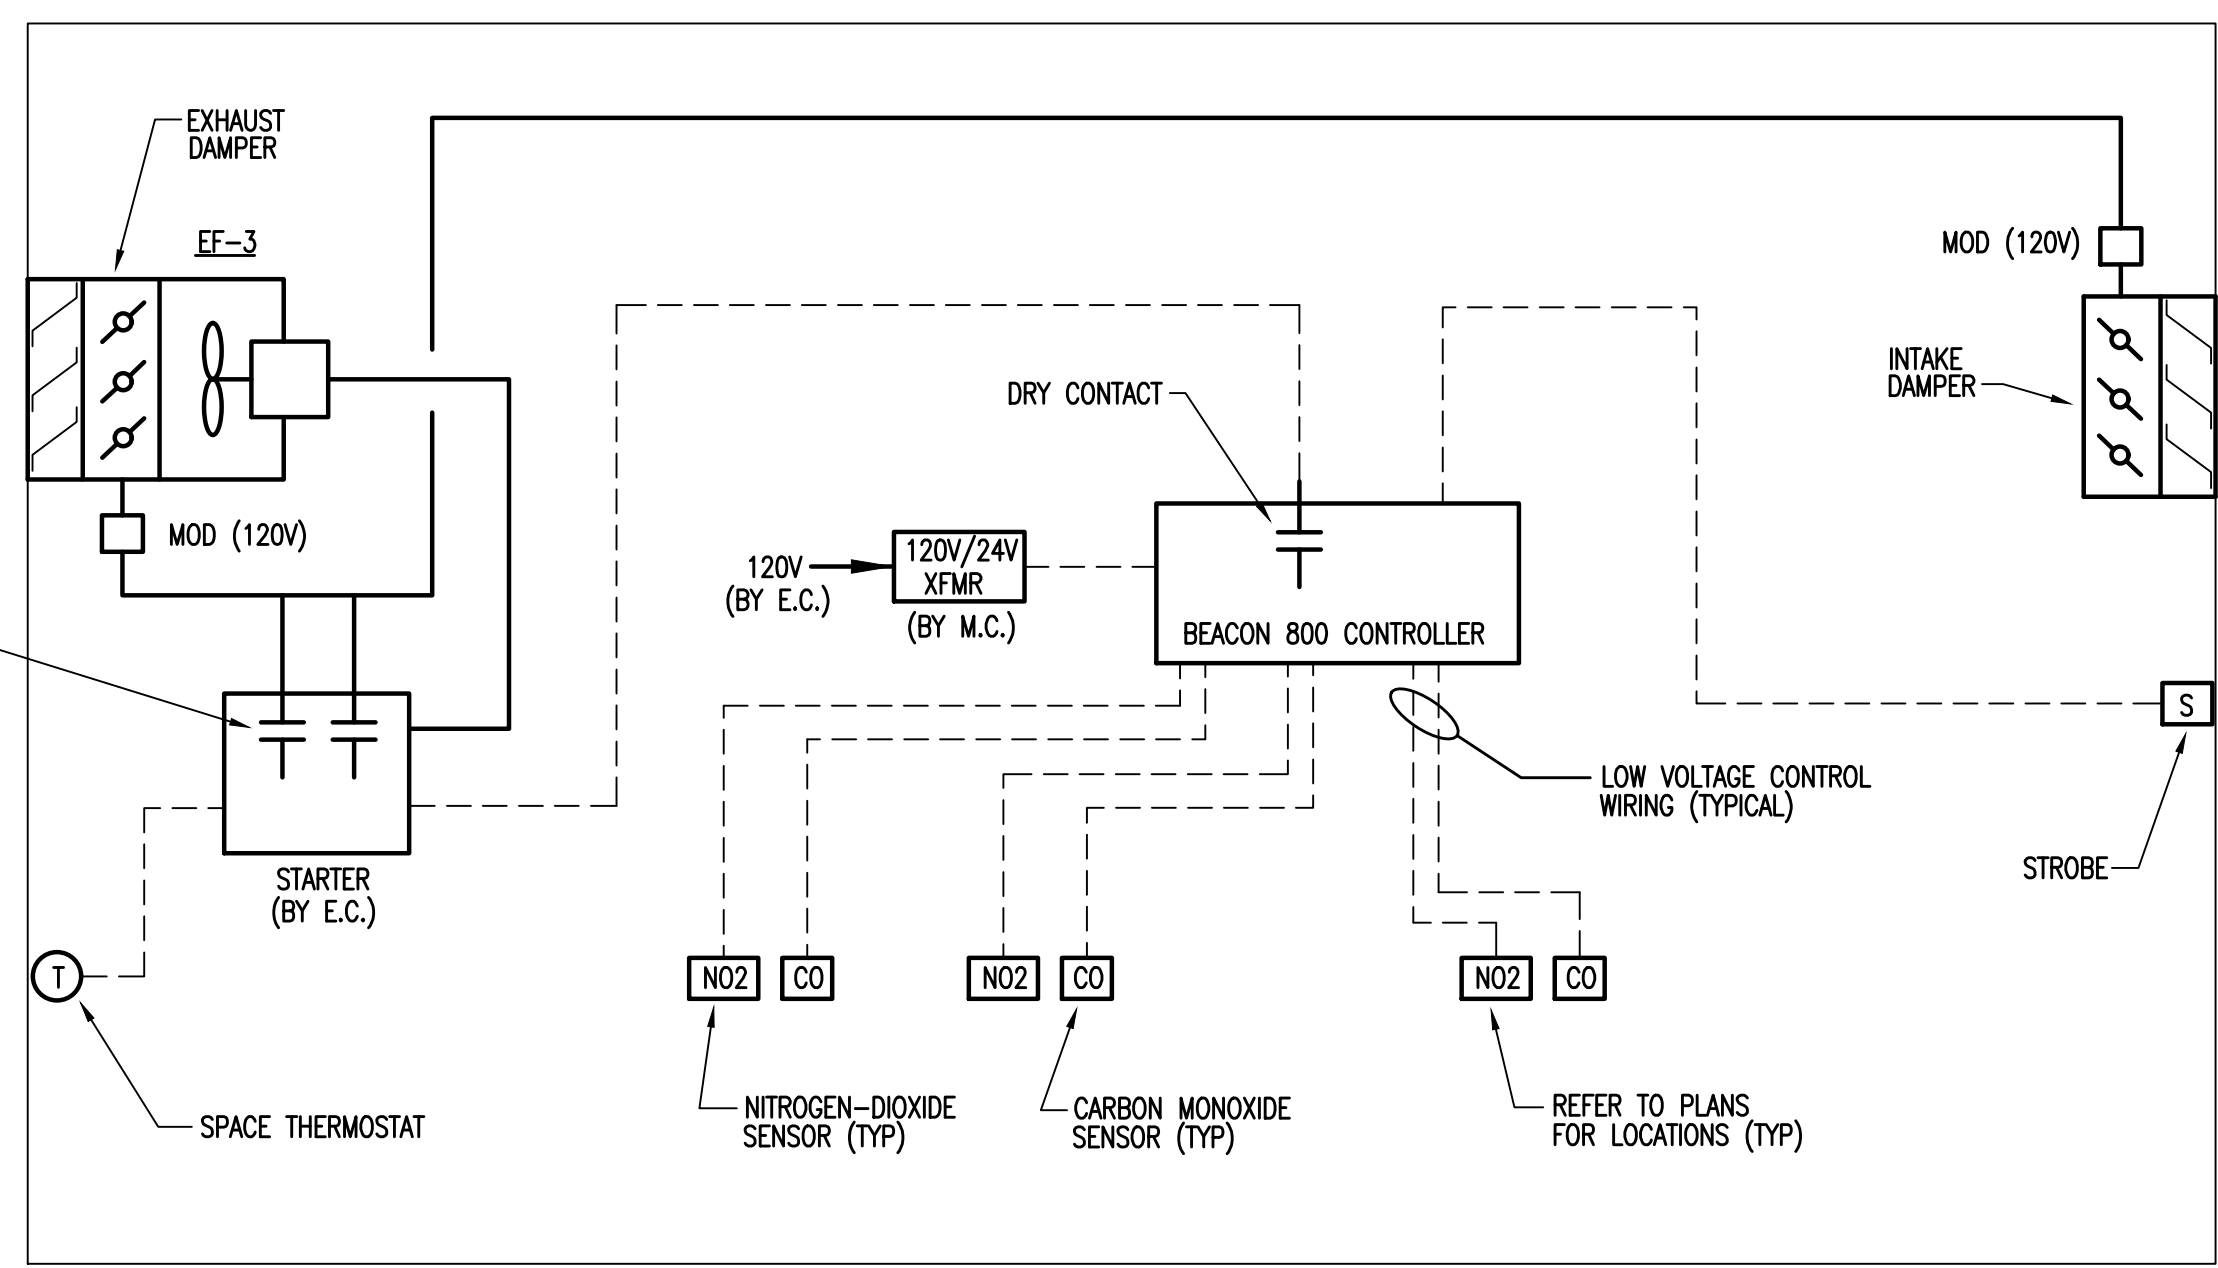 EXHAUST
DAMPER
EF-3
MOD (120V)
MOD (120V)
INTAKE
DAMPER
DRY CONTACT
120V
(BY E.C.)
120V/24V
XFMR
(BY M.C.)
BEACON 800 CONTROLLER
S
LOW VOLTAGE CONTROL
WIRING (TYPICAL)
STROBE
STARTER
(BY E.C.)
T
NO2
CO
NO2
CO
NO2
CO
SPACE THERMOSTAT
NITROGEN-DIOXIDE
SENSOR (TYP)
CARBON MONOXIDE
SENSOR (TYP)
REFER TO PLANS
FOR LOCATIONS (TYP)